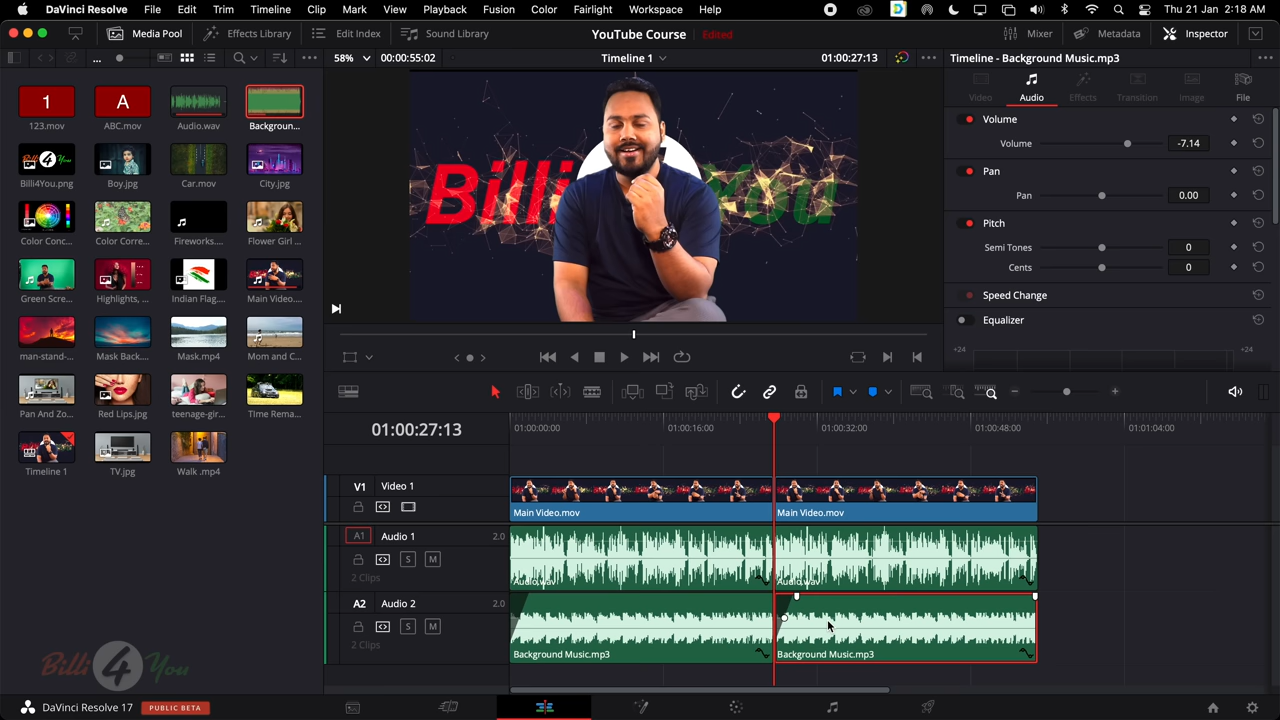 DaVinci Resolve File Edit Trim Timeline Clip Mark View Playback Fusion Color Fairlight Workspace Help Thu 21 Jan 2:18 AM
Media Pool Effects Library Edit Index Sound Library YouTube Course Edited Mixer Metadata Inspector
... 58% 00:00:55:02 Timeline 1 01:00:27:13 Timeline - Background Music.mp3
Video Audio Effects Transition Image File
1 A
123.mov ABC.mov Audio.wav Backgroun...
Billi4You.png Boy.jpg Car.mov City.jpg
Color Conc... Color Corre... Fireworks.... Flower Girl ...
Green Scre... Highlights, ... Indian Flag.... Main Video....
man-stand-... Mask Back.... Mask.mp4 Mom and C...
Pan And Zo... Red Lips.jpg teenage-gir... TIme Rema...
Timeline 1 TV.jpg Walk .mp4
Billi You
Volume
Volume -7.14
Pan
Pan 0.00
Pitch
Semi Tones 0
Cents 0
Speed Change
Equalizer
+24 +24
01:00:27:13
01:00:00:00 01:00:16:00 01:00:32:00 01:00:48:00 01:01:04:00
V1 Video 1
Main Video.mov Main Video.mov
A1 Audio 1 2.0
S M
2 Clips
Audio.wav Audio.wav
A2 Audio 2 2.0
S M
2 Clips
Background Music.mp3 Background Music.mp3
Billi 4 You
DaVinci Resolve 17 PUBLIC BETA